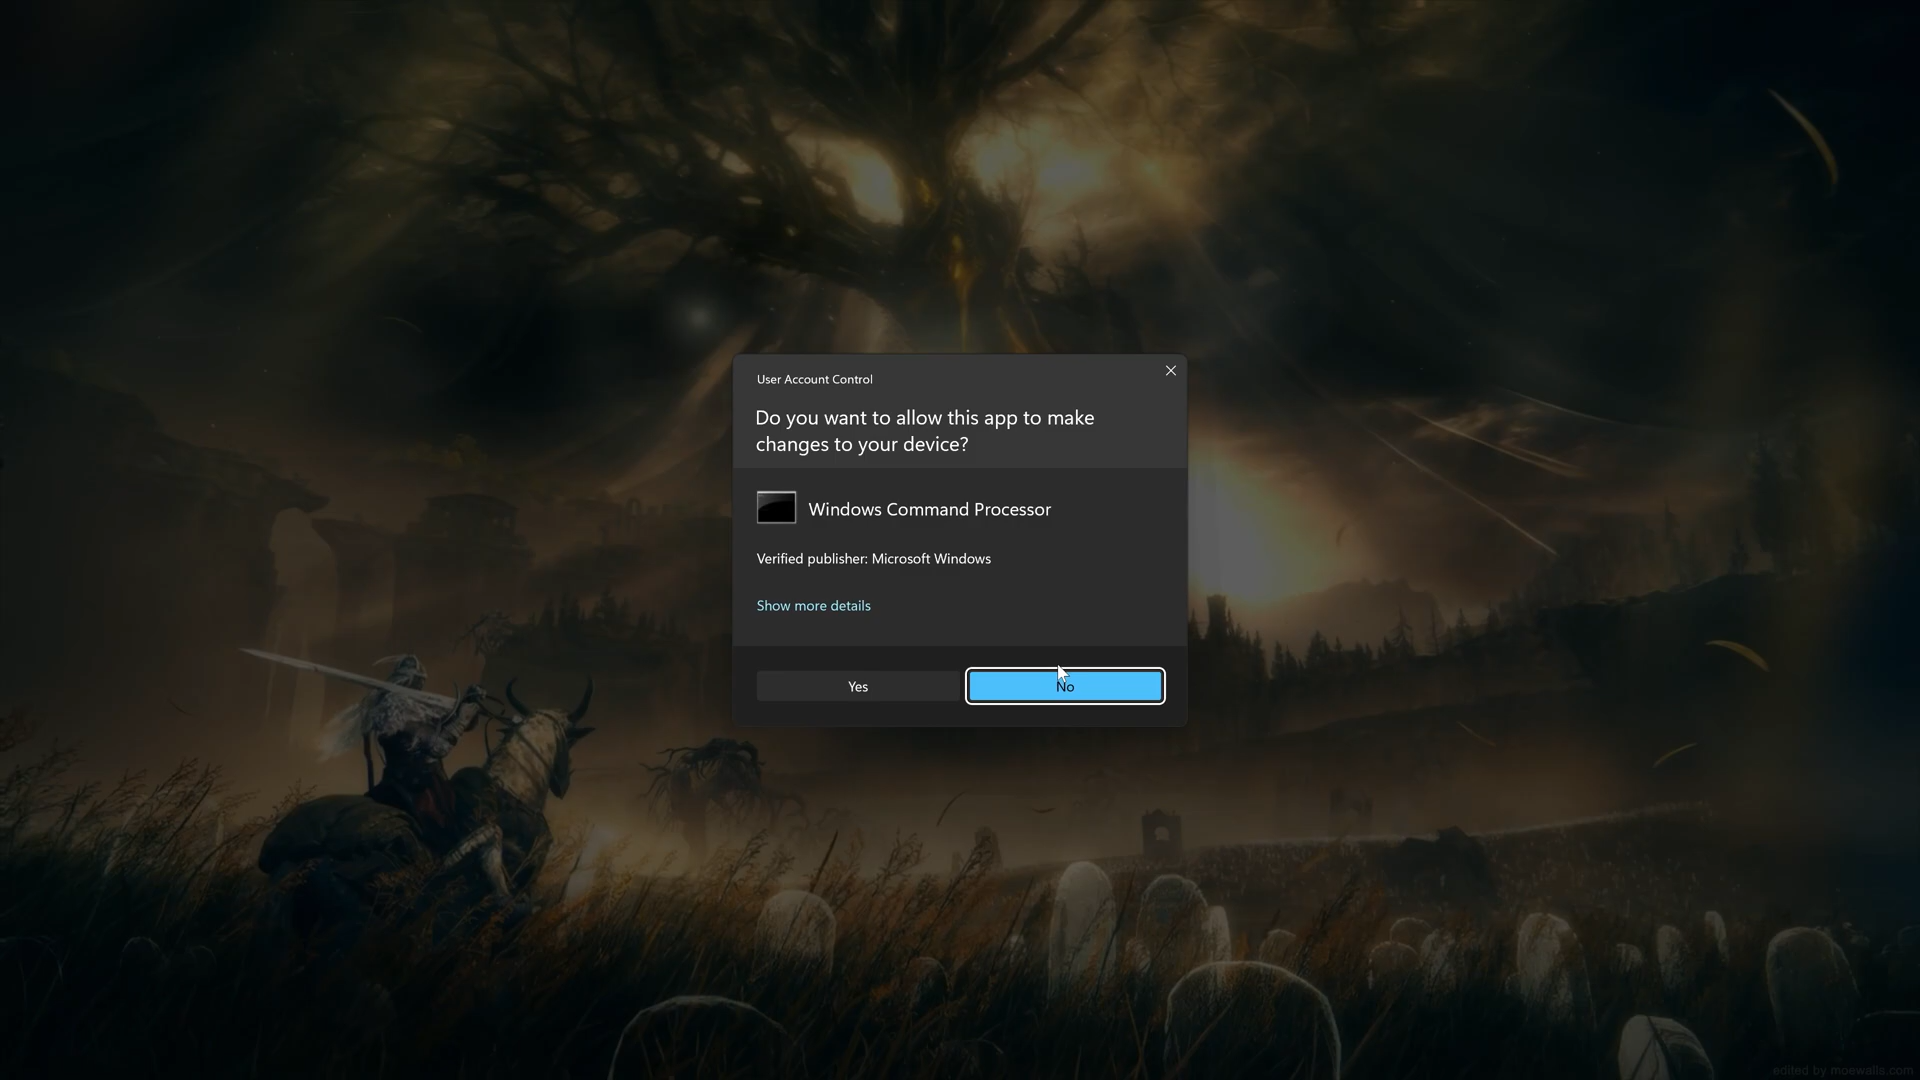 User Account Control
Do you want to allow this app to make
changes to your device?
Windows Command Processor
Verified publisher: Microsoft Windows
Show more details
Yes
No
edited by moewalls.com